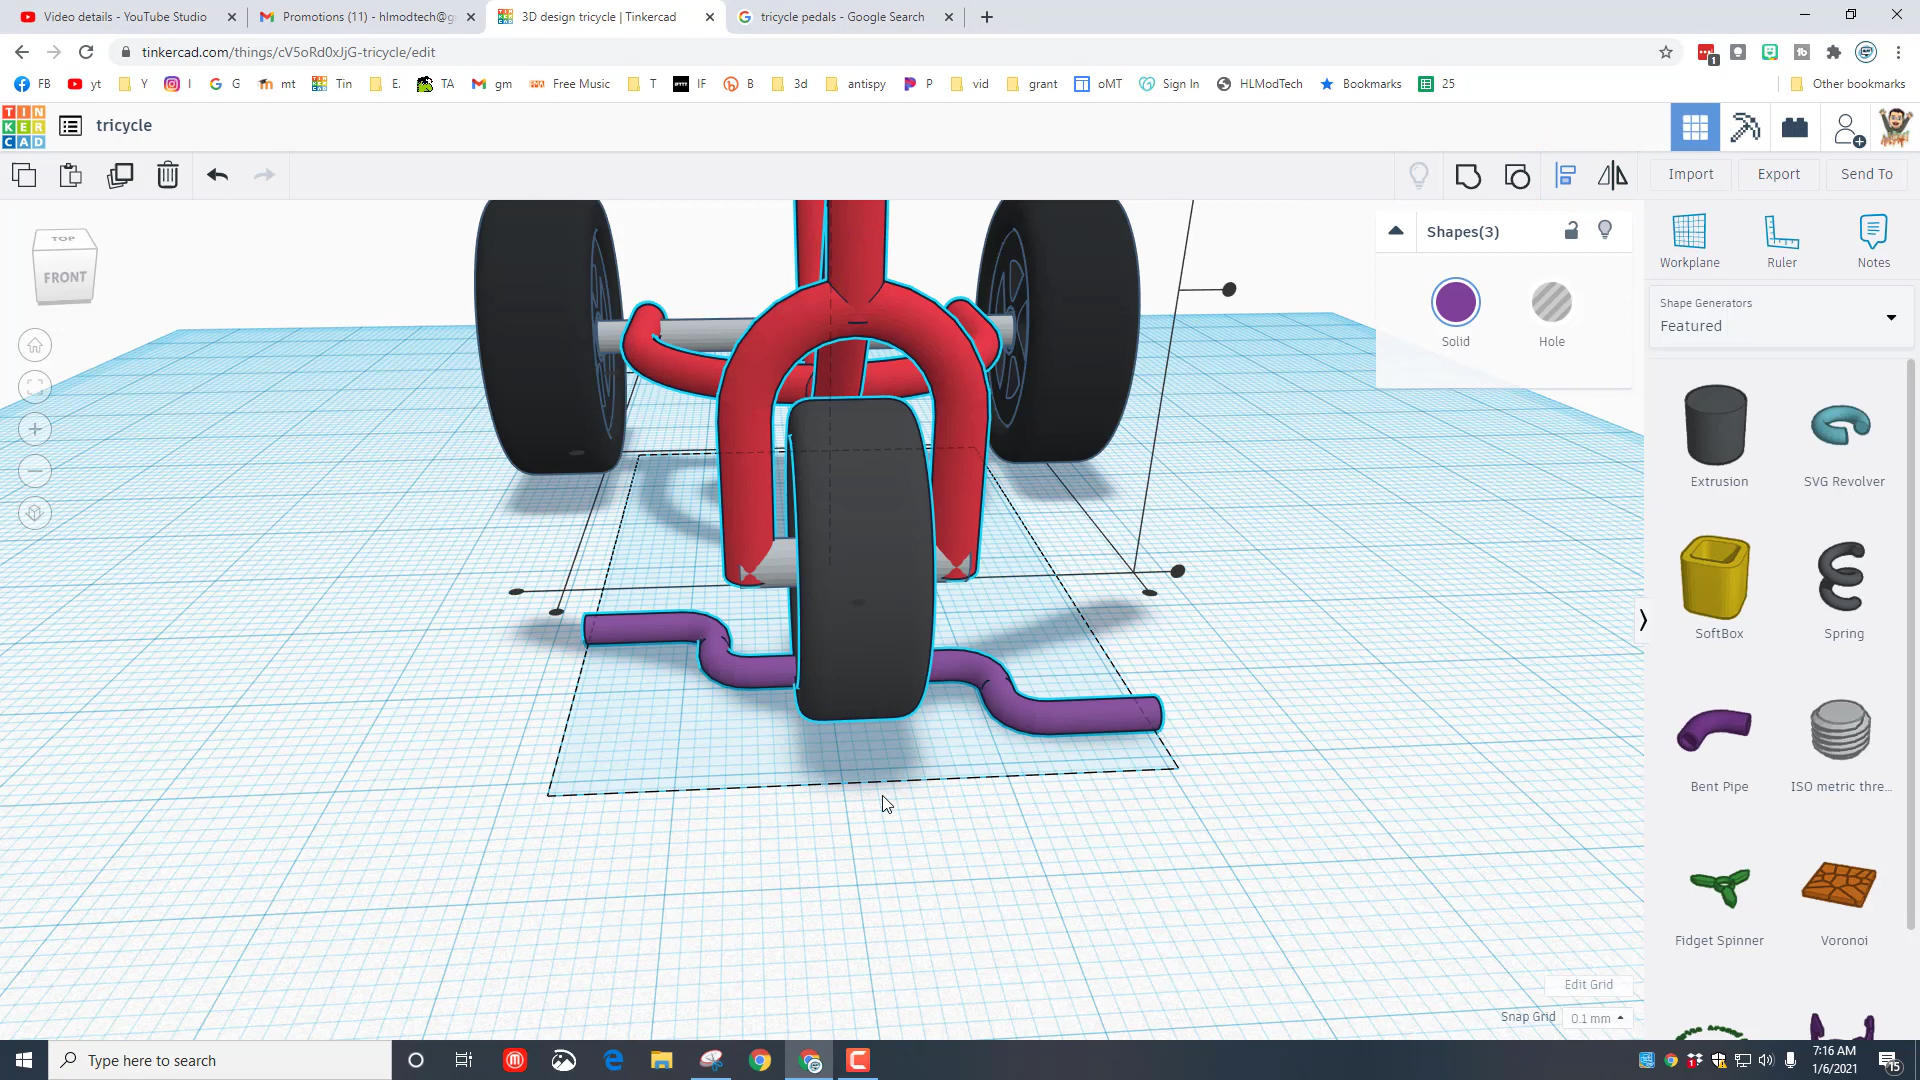 Video details - YouTube Studio
Promotions (11) - hlmodtech@g
3D design tricycle | Tinkercad
tricycle pedals - Google Search
tinkercad.com/things/cV5oRd0xJjG-tricycle/edit
FB
yt
Y
I
G
mt
Tin
E.
TA
gm
Free Music
T
IF
B
3d
antispy
P
vid
grant
oMT
Sign In
HLModTech
Bookmarks
25
Other bookmarks
TIN
KER
CAD
tricycle
Import
Export
Send To
TOP
FRONT
Shapes(3)
Solid
Hole
Workplane
Ruler
Notes
Shape Generators
Featured
Extrusion
SVG Revolver
SoftBox
Spring
Bent Pipe
ISO metric thre...
Fidget Spinner
Voronoi
Edit Grid
Snap Grid
0.1 mm
Type here to search
7:16 AM
1/6/2021
15